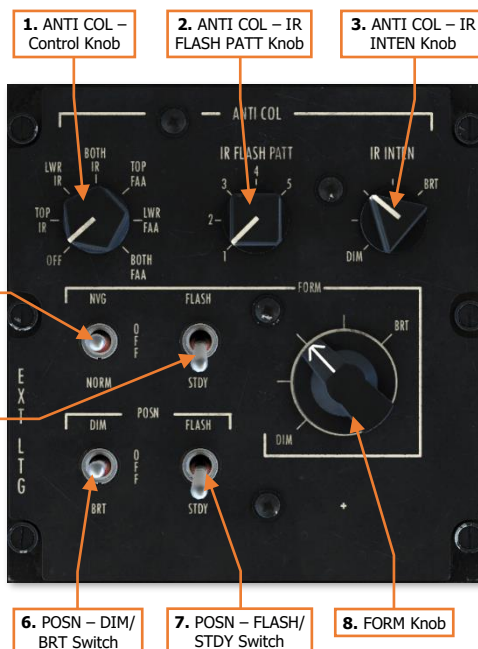 1. ANTI COL –
Control Knob
2. ANTI COL – IR
FLASH PATT Knob
3. ANTI COL – IR
INTEN Knob
ANTI COL
BOTH
IR
LWR
IR
TOP
FAA
TOP
IR
LWR
FAA
OFF
BOTH
FAA
IR FLASH PATT
1
2
3
4
5
IR INTEN
BRT
DIM
FORM
NVG
OFF
NORM
FLASH
STDY
BRT
DIM
EXT LTG
POSN
DIM
OFF
BRT
FLASH
STDY
6. POSN – DIM/
BRT Switch
7. POSN – FLASH/
STDY Switch
8. FORM Knob